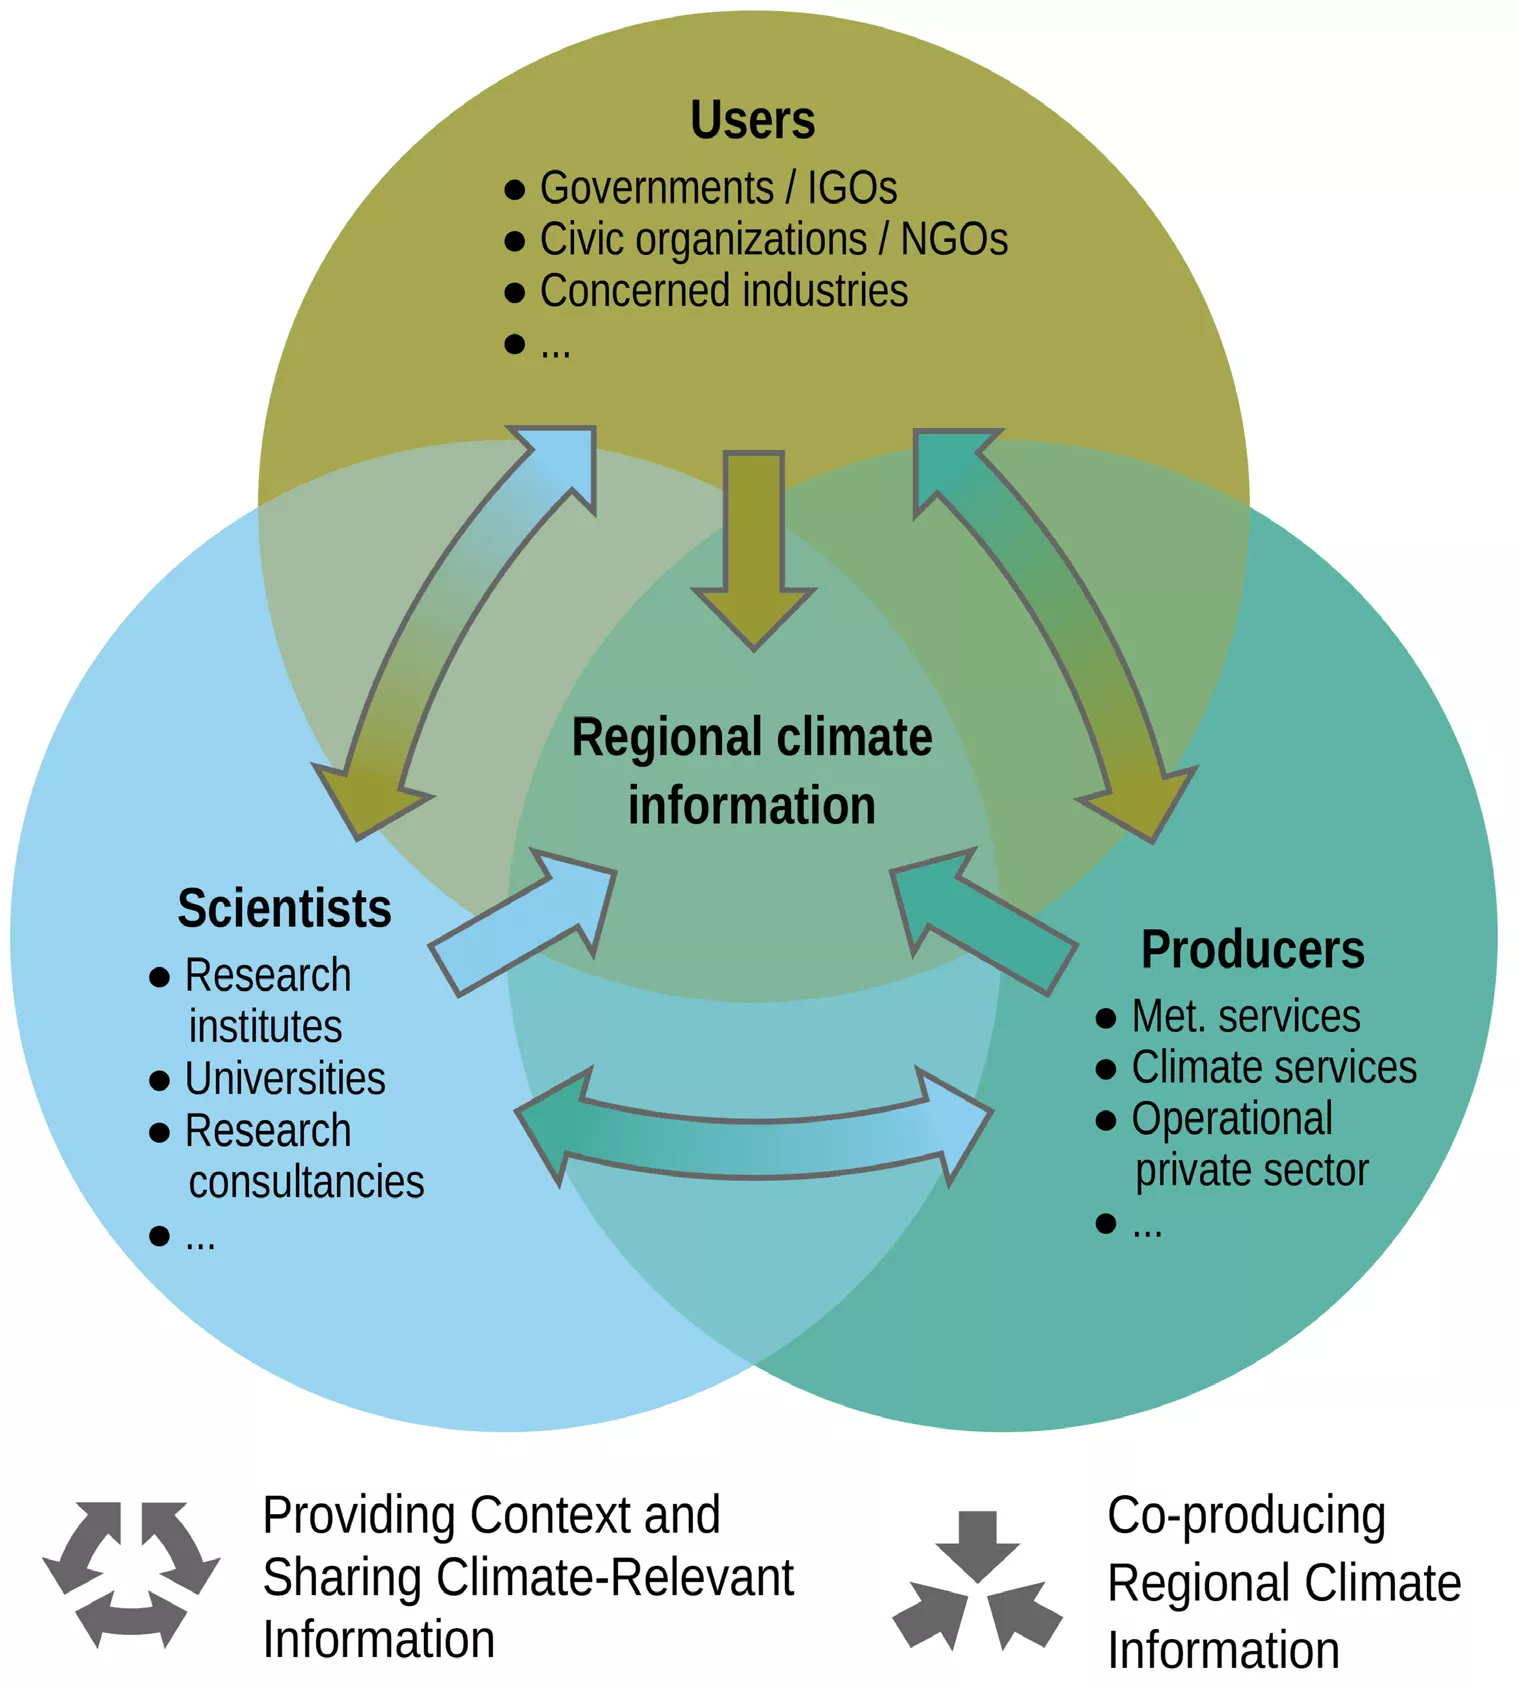 Users
● Governments / IGOs
● Civic organizations / NGOs
● Concerned industries
● ...
Regional climate
information
Scientists
● Research
institutes
● Universities
● Research
consultancies
● ...
Producers
● Met. services
● Climate services
● Operational
private sector
● ...
Providing Context and
Sharing Climate-Relevant
Information
Co-producing
Regional Climate
Information